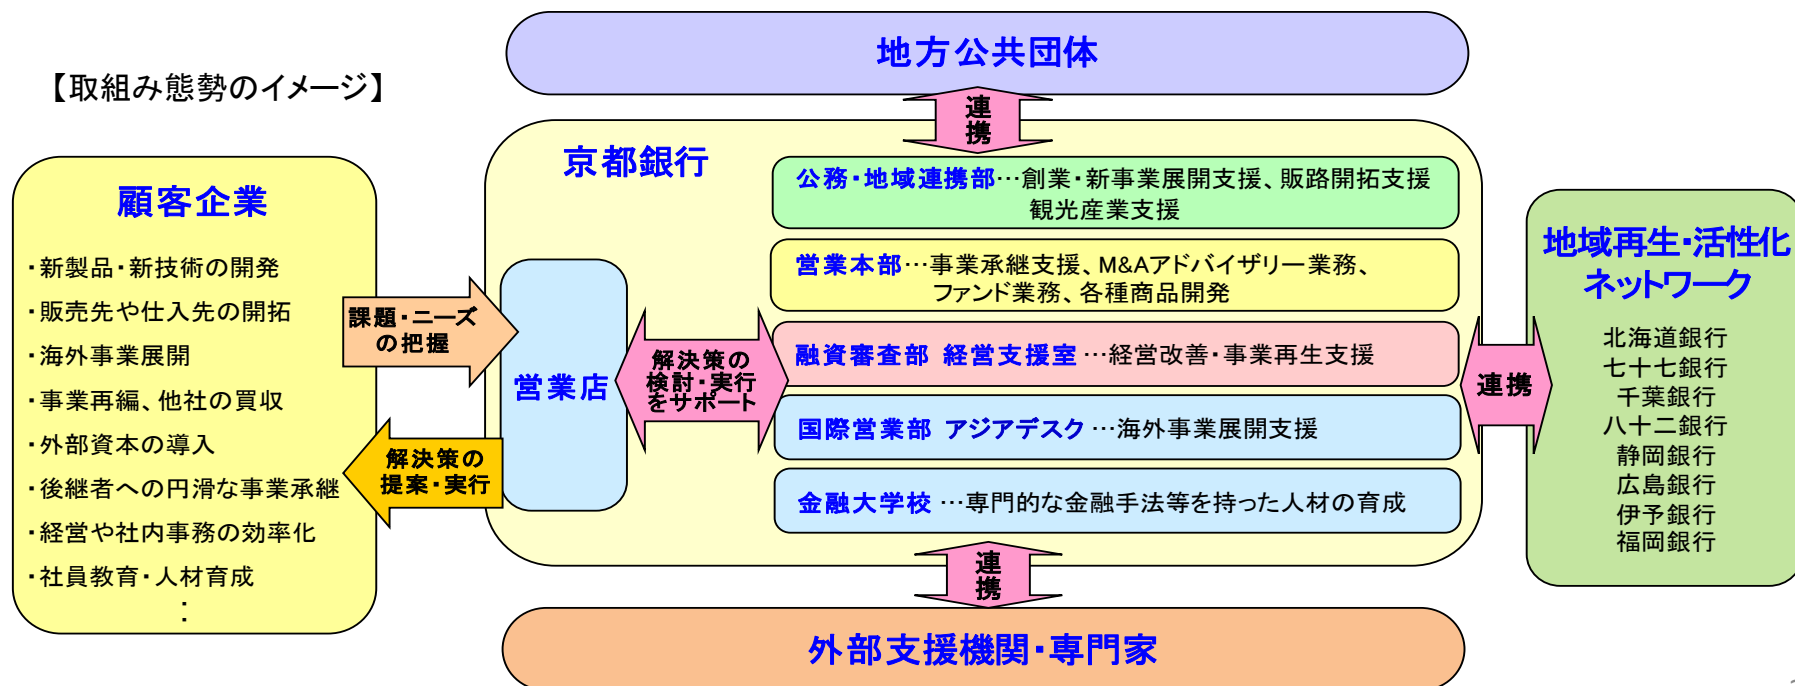 地方公共団体
【取組み態勢のイメージ】
連
携
京都銀行
顧客企業
・新製品・新技術の開発
・販売先や仕入先の開拓
・海外事業展開
・事業再編、他社の買収
・外部資本の導入
・後継者への円滑な事業承継
・経営や社内事務の効率化
・社員教育・人材育成
：
課題・ニーズ
の把握
解決策の
提案・実行
営業店
解決策の
検討・実行
をサポート
公務・地域連携部…創業・新事業展開支援、販路開拓支援
観光産業支援
営業本部…事業承継支援、M&Aアドバイザリー業務、
ファンド業務、各種商品開発
融資審査部 経営支援室…経営改善・事業再生支援
国際営業部 アジアデスク…海外事業展開支援
金融大学校 …専門的な金融手法等を持った人材の育成
連携
地域再生・活性化
ネットワーク
北海道銀行
七十七銀行
千葉銀行
八十二銀行
静岡銀行
広島銀行
伊予銀行
福岡銀行
連
携
外部支援機関・専門家